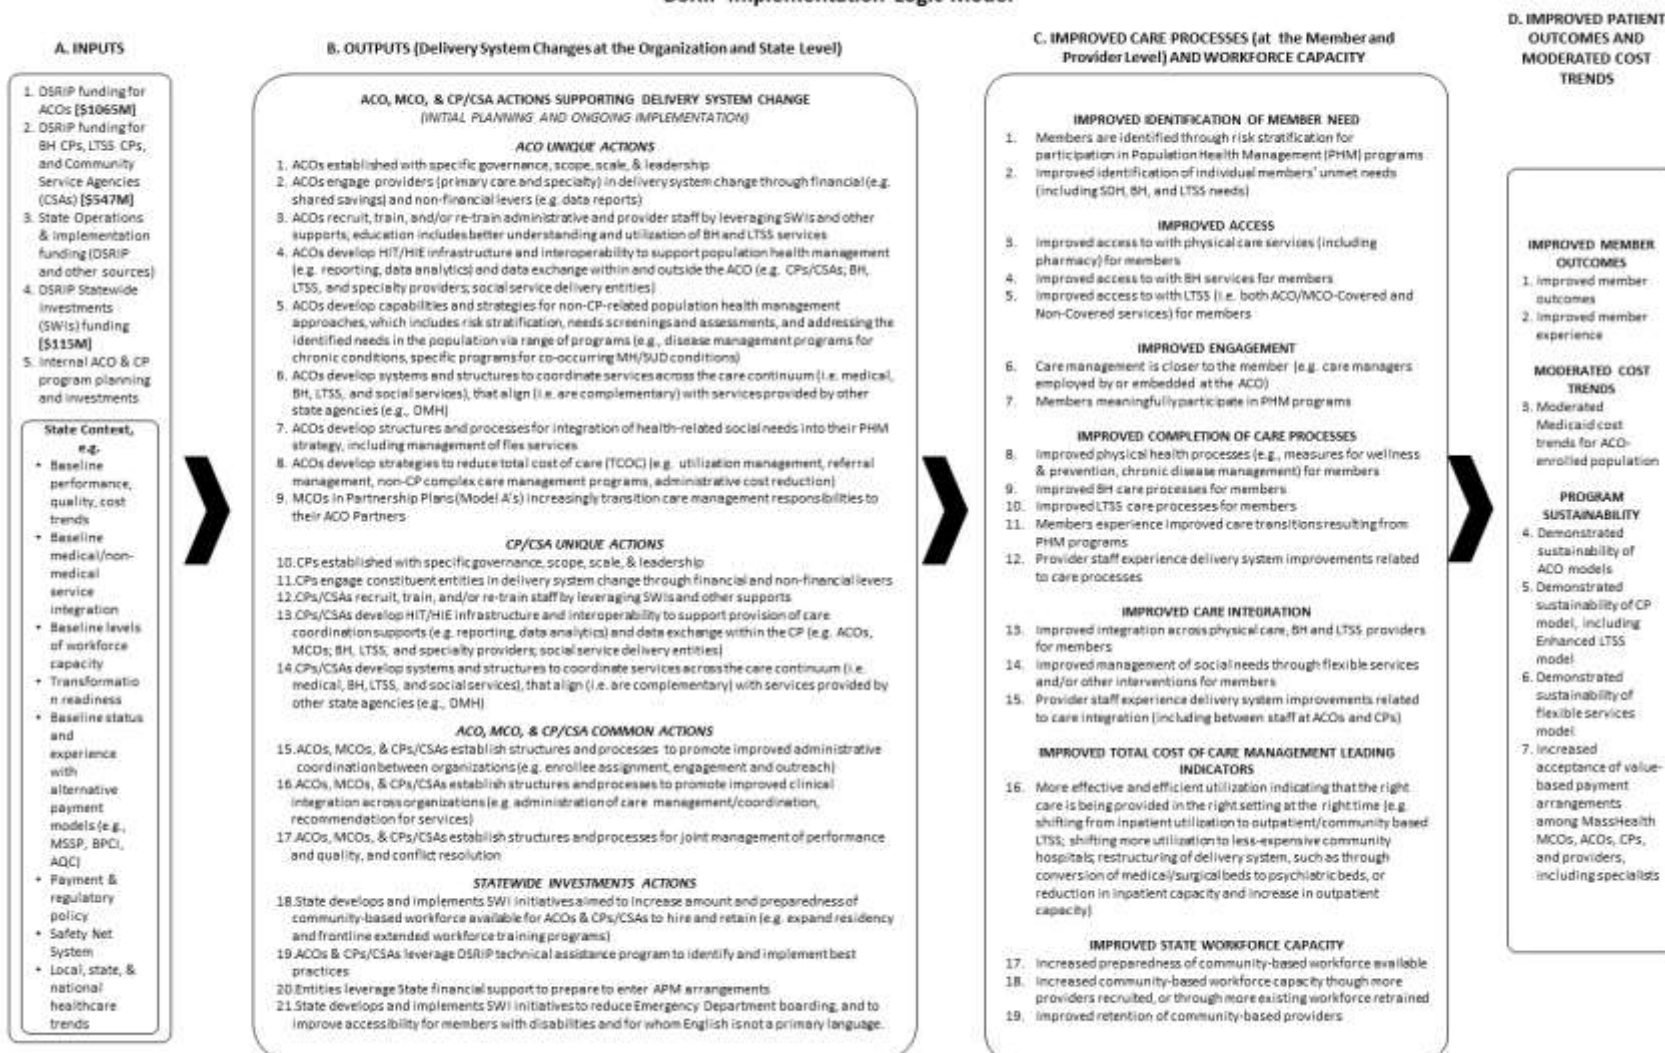 DSRIP Implementation Logic Model
A. INPUTS
1. DSRIP funding for
ACOs [$1065M]
2. DSRIP funding for
BH CPs, LTSS CPs,
and Community
Service Agencies
(CSAs) [$547M]
3. State Operations
& Implementation
funding (DSRIP
and other sources)
4. DSRIP Statewide
Investments
(SWIs) funding
[$115M]
5. Internal ACO & CP
program planning
and investments
State Context,
e.g.
• Baseline
performance,
quality, cost
trends
• Baseline
medical/non-
medical
service
integration
• Baseline levels
of workforce
capacity
• Transformatio
n readiness
• Baseline status
and
experience
with
alternative
payment
models (e.g.,
MSSP, BPCI,
AQC)
• Payment &
regulatory
policy
• Safety Net
System
• Local, state, &
national
healthcare
trends
B. OUTPUTS (Delivery System Changes at the Organization and State Level)
ACO, MCO, & CP/CSA ACTIONS SUPPORTING DELIVERY SYSTEM CHANGE
(INITIAL PLANNING AND ONGOING IMPLEMENTATION)
ACO UNIQUE ACTIONS
1. ACOs established with specific governance, scope, scale, & leadership
2. ACOs engage providers (primary care and specialty) in delivery system change through financial (e.g.
shared savings) and non-financial levers (e.g. data reports)
3. ACOs recruit, train, and/or re-train administrative and provider staff by leveraging SWIs and other
supports, education includes better understanding and utilization of BH and LTSS services
4. ACOs develop HIT/HIE infrastructure and interoperability to support population health management
(e.g. reporting, data analytics) and data exchange within and outside the ACO (e.g. CPs/CSAs; BH,
LTSS, and specialty providers; social service delivery entities)
5. ACOs develop capabilities and strategies for non-CP-related population health management
approaches, which includes risk stratification, needs screenings and assessments, and addressing the
identified needs in the population via range of programs (e.g., disease management programs for
chronic conditions, specific programs for co-occurring MH/SUD conditions)
6. ACOs develop systems and structures to coordinate services across the care continuum (i.e. medical,
BH, LTSS, and social services), that align (i.e. are complementary) with services provided by other
state agencies (e.g., DMH)
7. ACOs develop structures and processes for integration of health-related social needs into their PHM
strategy, including management of flex services
8. ACOs develop strategies to reduce total cost of care (TCOC) (e.g. utilization management, referral
management, non-CP complex care management programs, administrative cost reduction)
9. MCOs in Partnership Plans (Model A's) increasingly transition care management responsibilities to
their ACO Partners
CP/CSA UNIQUE ACTIONS
10.CPs established with specific governance, scope, scale, & leadership
11.CPs engage constituent entities in delivery system change through financial and non-financial levers
12.CPs/CSAs recruit, train, and/or re-train staff by leveraging SWIs and other supports
13.CPs/CSAs develop HIT/HIE infrastructure and interoperability to support provision of care
coordination supports (e.g. reporting, data analytics) and data exchange within the CP (e.g. ACOs,
MCOs; BH, LTSS, and specialty providers; social service delivery entities)
14.CPs/CSAs develop systems and structures to coordinate services across the care continuum (i.e.
medical, BH, LTSS, and social services), that align (i.e. are complementary) with services provided by
other state agencies (e.g., DMH)
ACO, MCO, & CP/CSA COMMON ACTIONS
15.ACOs, MCOs, & CPs/CSAs establish structures and processes to promote improved administrative
coordination between organizations (e.g. enrollee assignment, engagement and outreach)
16.ACOs, MCOs, & CPs/CSAs establish structures and processes to promote improved clinical
integration across organizations (e.g. administration of care management/coordination,
recommendation for services)
17.ACOs, MCOs, & CPs/CSAs establish structures and processes for joint management of performance
and quality, and conflict resolution
STATEWIDE INVESTMENTS ACTIONS
18.State develops and implements SWI initiatives aimed to increase amount and preparedness of
community-based workforce available for ACOs & CPs/CSAs to hire and retain (e.g. expand residency
and frontline extended workforce training programs)
19.ACOs & CPs/CSAs leverage DSRIP technical assistance program to identify and implement best
practices
20.Entities leverage State financial support to prepare to enter APM arrangements
21.State develops and implements SWI initiatives to reduce Emergency Department boarding, and to
improve accessibility for members with disabilities and for whom English is not a primary language.
C. IMPROVED CARE PROCESSES (at the Member and
Provider Level) AND WORKFORCE CAPACITY
IMPROVED IDENTIFICATION OF MEMBER NEED
1. Members are identified through risk stratification for
participation in Population Health Management (PHM) programs
2. Improved identification of individual members' unmet needs
(including SDH, BH, and LTSS needs)
IMPROVED ACCESS
3. Improved access to with physical care services (including
pharmacy) for members
4. Improved access to with BH services for members
5. Improved access to with LTSS (i.e. both ACO/MCO-Covered and
Non-Covered services) for members
IMPROVED ENGAGEMENT
6. Care management is closer to the member (e.g. care managers
employed by or embedded at the ACO)
7. Members meaningfully participate in PHM programs
IMPROVED COMPLETION OF CARE PROCESSES
8. Improved physical health processes (e.g., measures for wellness
& prevention, chronic disease management) for members
9. Improved BH care processes for members
10. Improved LTSS care processes for members
11. Members experience improved care transitions resulting from
PHM programs
12. Provider staff experience delivery system improvements related
to care processes
IMPROVED CARE INTEGRATION
13. Improved integration across physical care, BH and LTSS providers
for members
14. Improved management of social needs through flexible services
and/or other interventions for members
15. Provider staff experience delivery system improvements related
to care integration (including between staff at ACOs and CPs)
IMPROVED TOTAL COST OF CARE MANAGEMENT LEADING
INDICATORS
16. More effective and efficient utilization indicating that the right
care is being provided in the right setting at the right time (e.g.
shifting from inpatient utilization to outpatient/community based
LTSS; shifting more utilization to less-expensive community
hospitals; restructuring of delivery system, such as through
conversion of medical/surgical beds to psychiatric beds, or
reduction in inpatient capacity and increase in outpatient
capacity)
IMPROVED STATE WORKFORCE CAPACITY
17. Increased preparedness of community-based workforce available
18. Increased community-based workforce capacity though more
providers recruited, or through more existing workforce retrained
19. Improved retention of community-based providers
D. IMPROVED PATIENT
OUTCOMES AND
MODERATED COST
TRENDS
IMPROVED MEMBER
OUTCOMES
1. Improved member
outcomes
2. Improved member
experience
MODERATED COST
TRENDS
3. Moderated
Medicaid cost
trends for ACO-
enrolled population
PROGRAM
SUSTAINABILITY
4. Demonstrated
sustainability of
ACO models
5. Demonstrated
sustainability of CP
model, including
Enhanced LTSS
model
6. Demonstrated
sustainability of
flexible services
model
7. Increased
acceptance of value-
based payment
arrangements
among MassHealth
MCOs, ACOs, CPs,
and providers,
including specialists